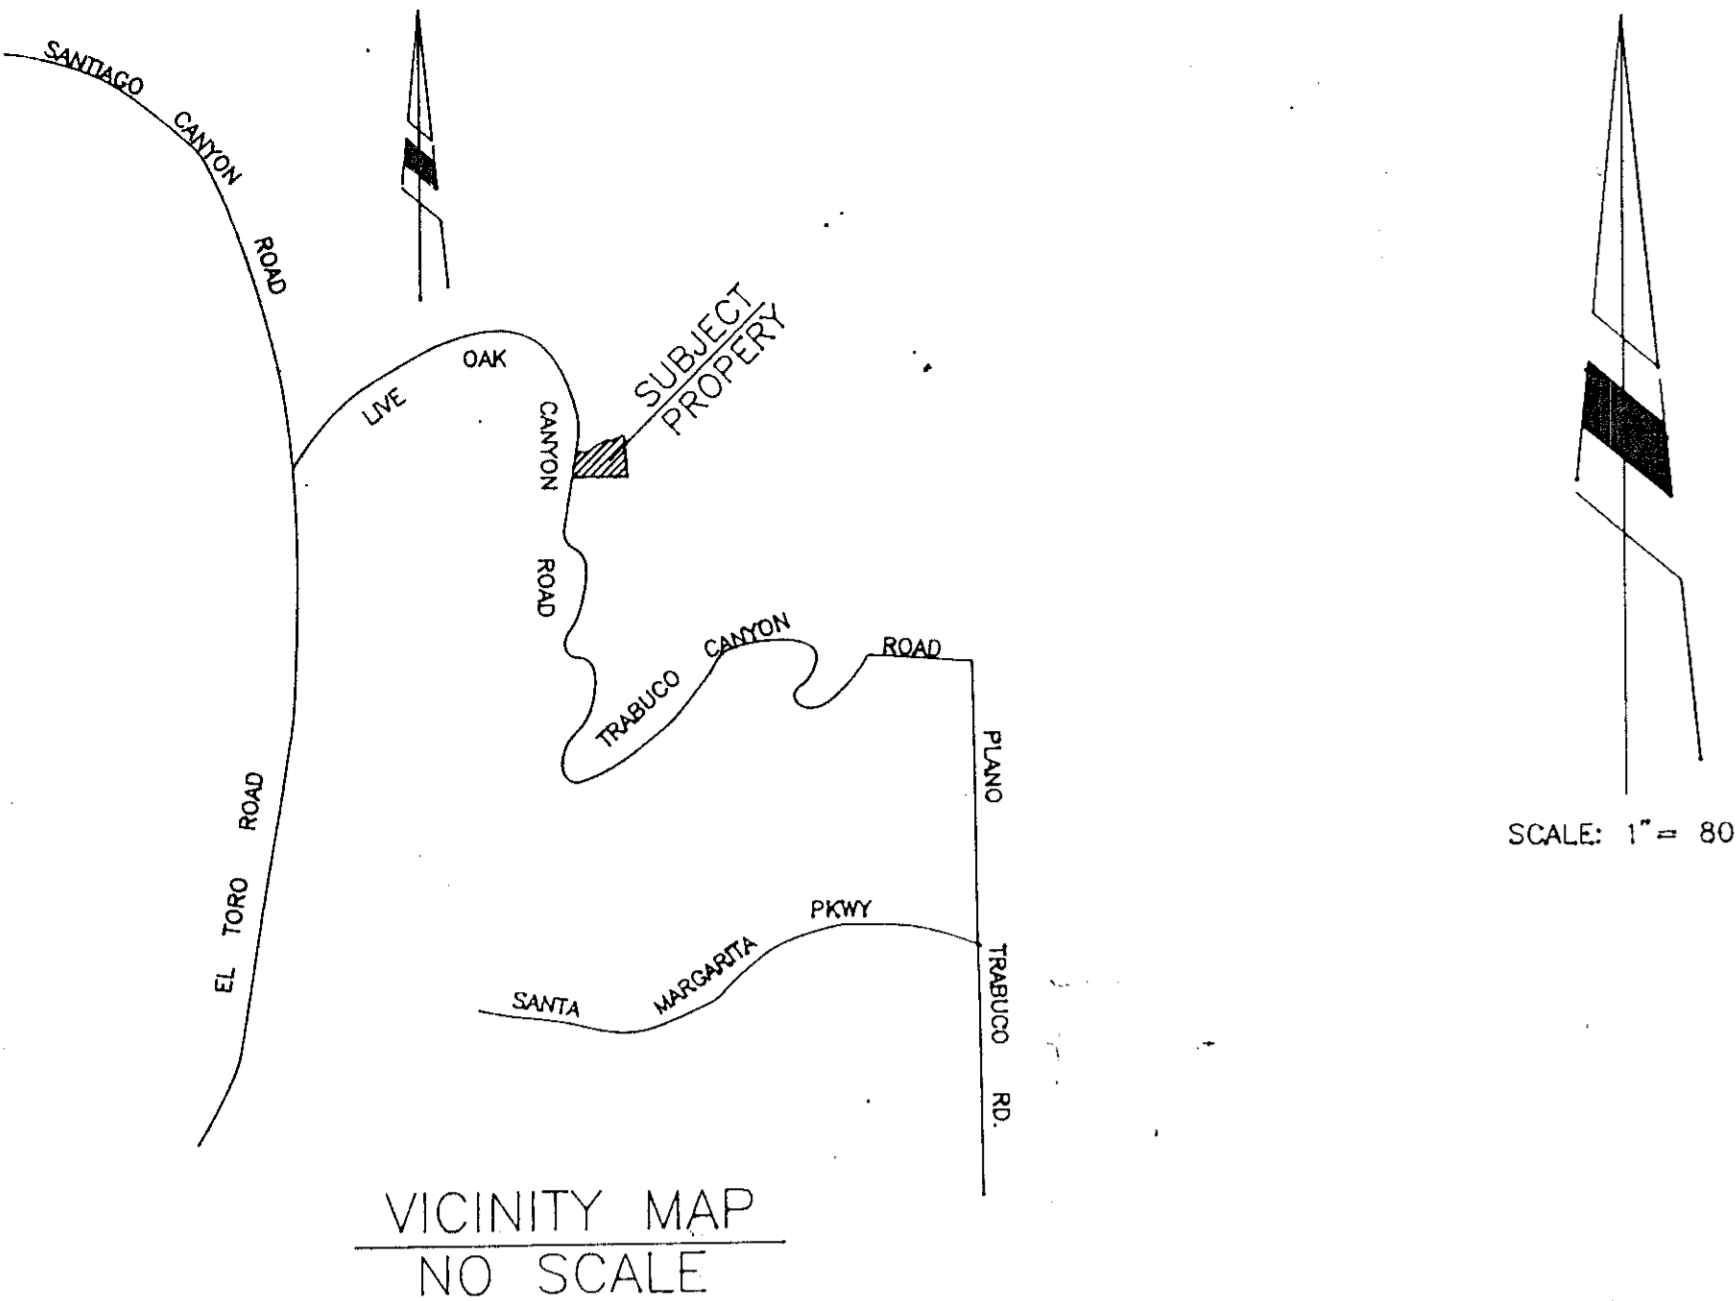 SANTIAGO CANYON ROAD
LIVE OAK CANYON ROAD
SUBJECT
PROPERY
TRABUCO CANYON ROAD
PLANO TRABUCO RD.
EL TORO ROAD
SANTA MARGARITA PKWY
SCALE: 1"= 80
VICINITY MAP
NO SCALE